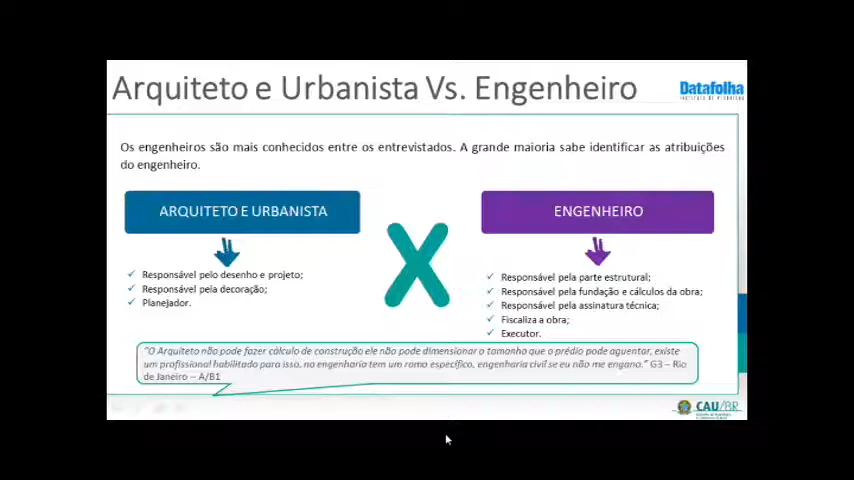 Arquiteto e Urbanista Vs. Engenheiro
Datafolha
INSTITUTO DE PESQUISAS
Os engenheiros são mais conhecidos entre os entrevistados. A grande maioria sabe identificar as atribuições
do engenheiro.
ARQUITETO E URBANISTA
Responsável pelo desenho e projeto;
Responsável pela decoração;
Planejador.
X
ENGENHEIRO
Responsável pela parte estrutural;
Responsável pela fundação e cálculos da obra;
Responsável pela assinatura técnica;
Fiscaliza a obra;
Executor.
“O Arquiteto não pode fazer cálculo de construção ele não pode dimensionar o tamanho que o prédio pode aguentar, existe
um profissional habilitado para isso, na engenharia tem um ramo específico, engenharia civil se eu não me engano.” G3 – Rio
de Janeiro – A/B1
CAU/BR